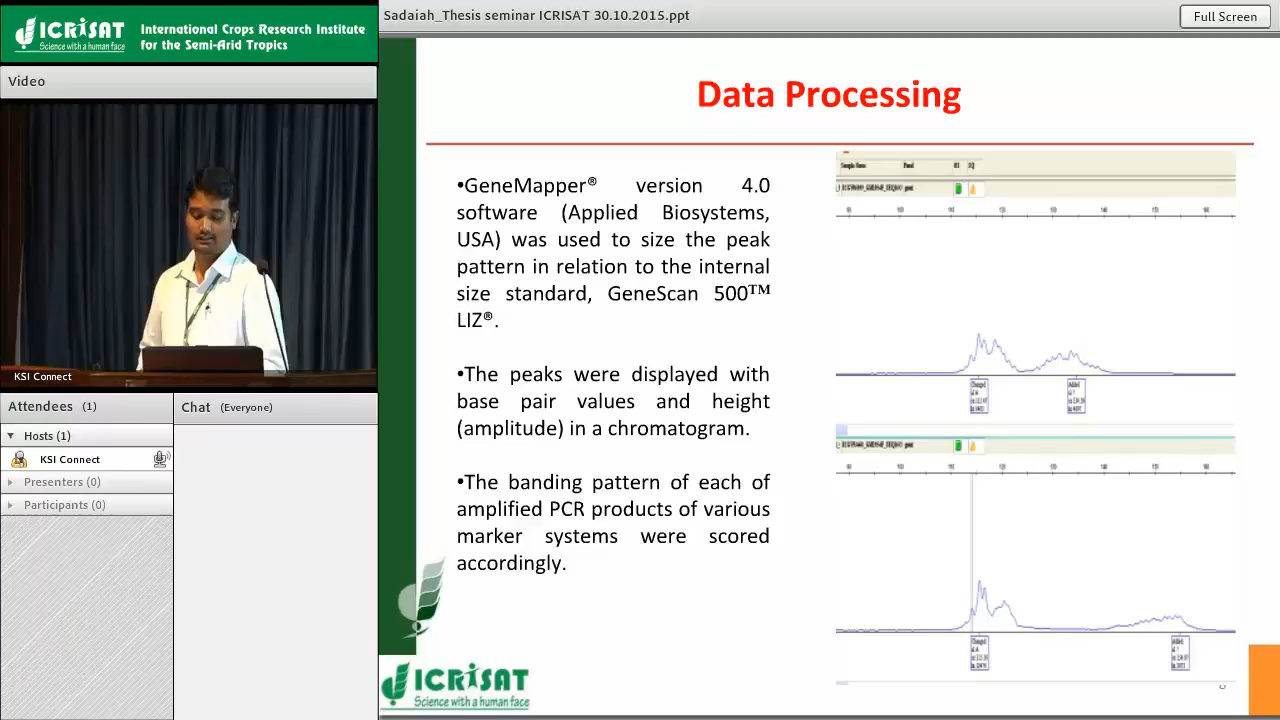 ICRISAT
Science with a human face
International Crops Research Institute
for the Semi-Arid Tropics
Sadaiah_Thesis seminar ICRISAT 30.10.2015.ppt
Full Screen
Video
KSI Connect
Attendees (1)
Hosts (1)
KSI Connect
Presenters (0)
Participants (0)
Chat (Everyone)
Data Processing
•GeneMapper® version 4.0
software (Applied Biosystems,
USA) was used to size the peak
pattern in relation to the internal
size standard, GeneScan 500™
LIZ®.
•The peaks were displayed with
base pair values and height
(amplitude) in a chromatogram.
•The banding pattern of each of
amplified PCR products of various
marker systems were scored
accordingly.
Sample Name Panel
ICRISAT
Science with a human face